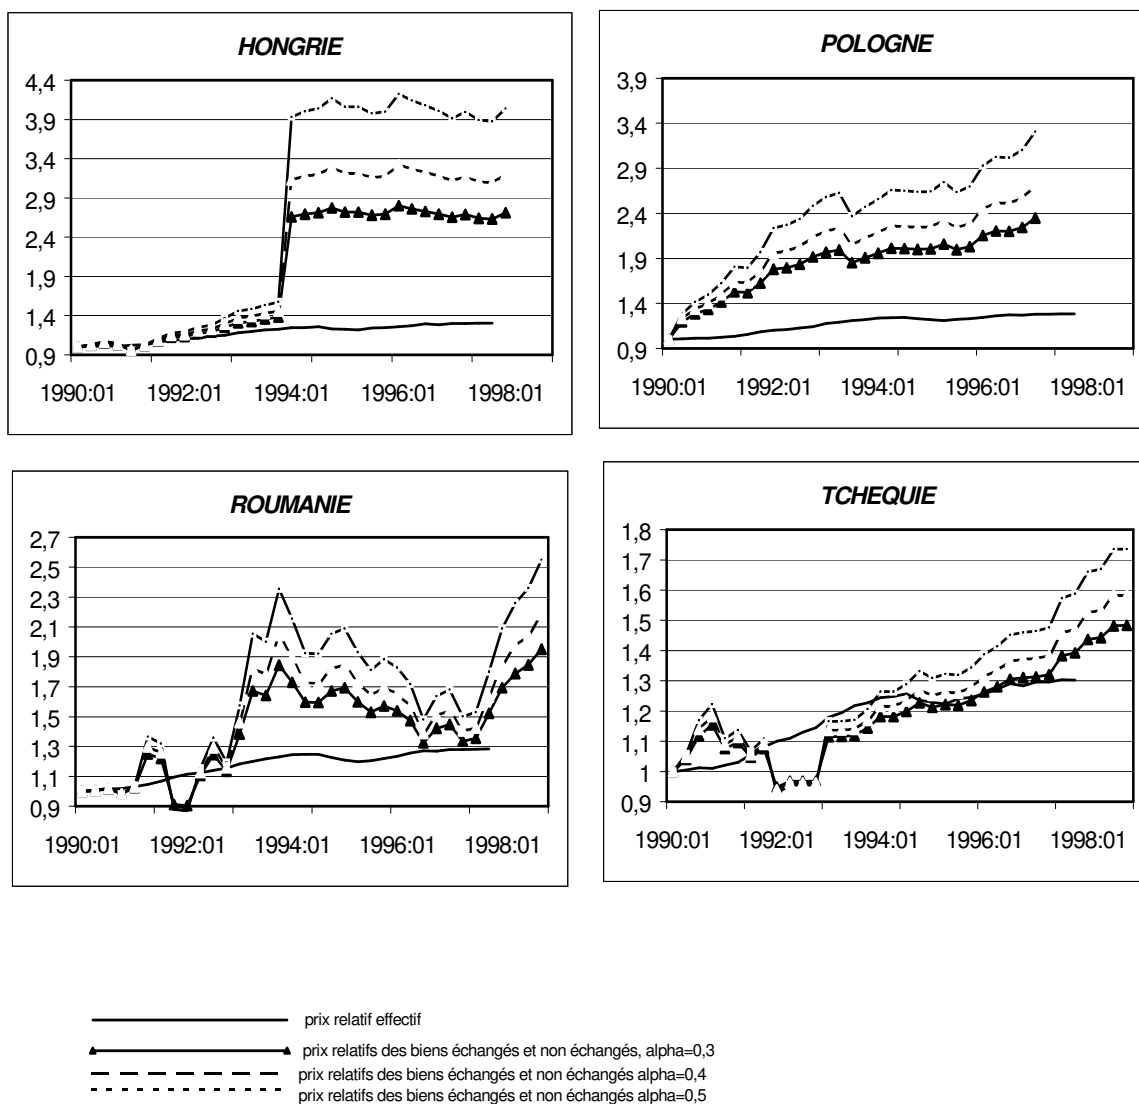 HONGRIE
4,4
3,9
3,4
2,9
2,4
1,9
1,4
0,9
1990:01 1992:01 1994:01 1996:01 1998:01
POLOGNE
3,9
3,4
2,9
2,4
1,9
1,4
0,9
1990:01 1992:01 1994:01 1996:01 1998:01
ROUMANIE
2,7
2,5
2,3
2,1
1,9
1,7
1,5
1,3
1,1
0,9
1990:01 1992:01 1994:01 1996:01 1998:01
TCHEQUIE
1,8
1,7
1,6
1,5
1,4
1,3
1,2
1,1
1
0,9
1990:01 1992:01 1994:01 1996:01 1998:01
prix relatif effectif
prix relatifs des biens échangés et non échangés, alpha=0,3
prix relatifs des biens échangés et non échangés alpha=0,4
prix relatifs des biens échangés et non échangés alpha=0,5